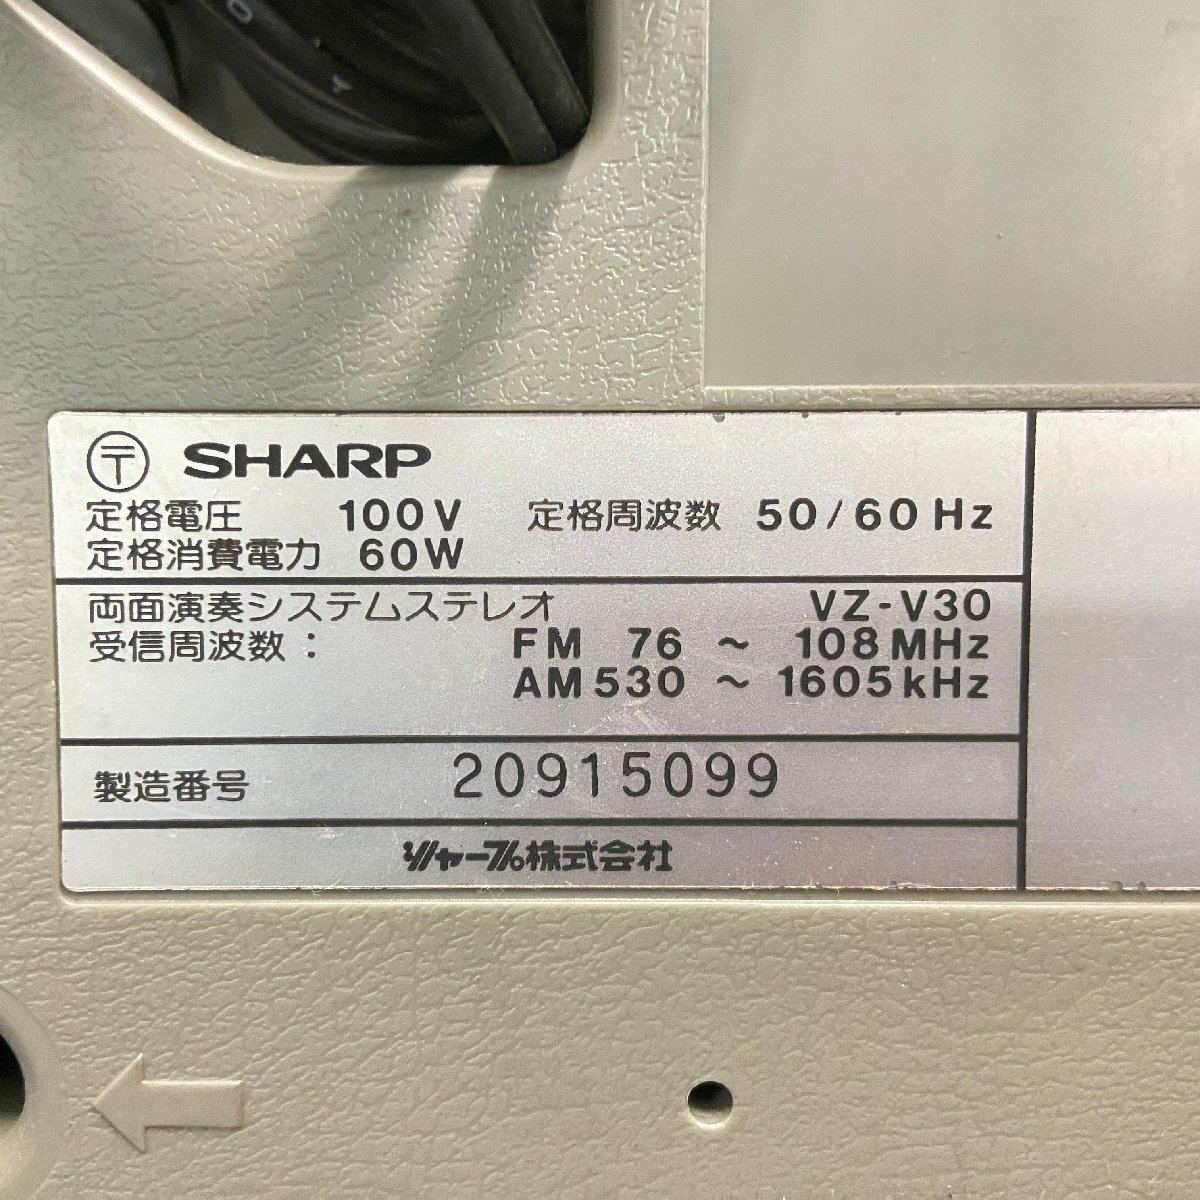 〒 SHARP
定格電圧 100V 定格周波数 50/60 Hz
定格消費電力 60W
両面演奏システムステレオ VZ-V30
受信周波数: FM 76 ~ 108MHz
AM 530 ~ 1605kHz
製造番号 20915099
シャープ株式会社